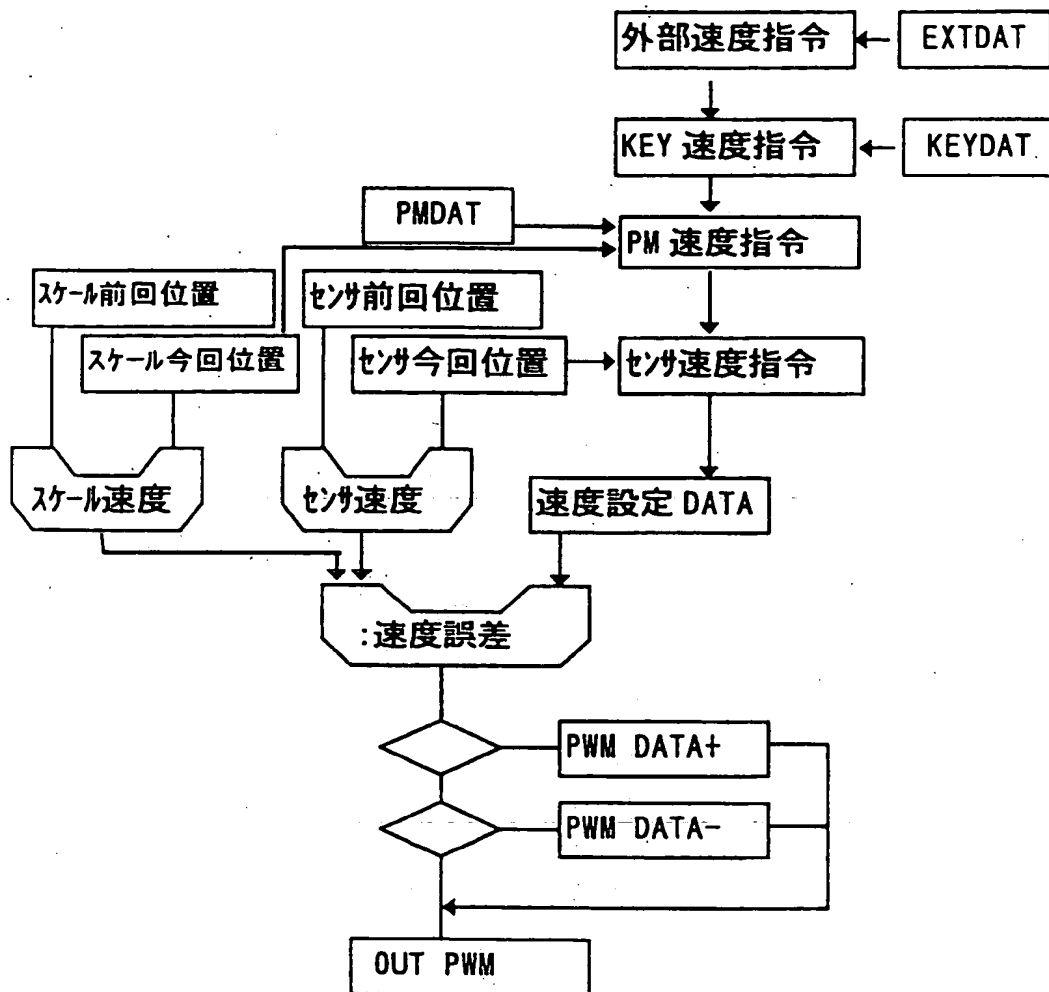 外部速度指令
EXTDAT
KEY 速度指令
KEYDAT
PMDAT
PM 速度指令
スケール前回位置
センサ前回位置
スケール今回位置
センサ今回位置
センサ速度指令
スケール速度
センサ速度
速度設定 DATA
:速度誤差
PWM DATA+
PWM DATA-
OUT PWM